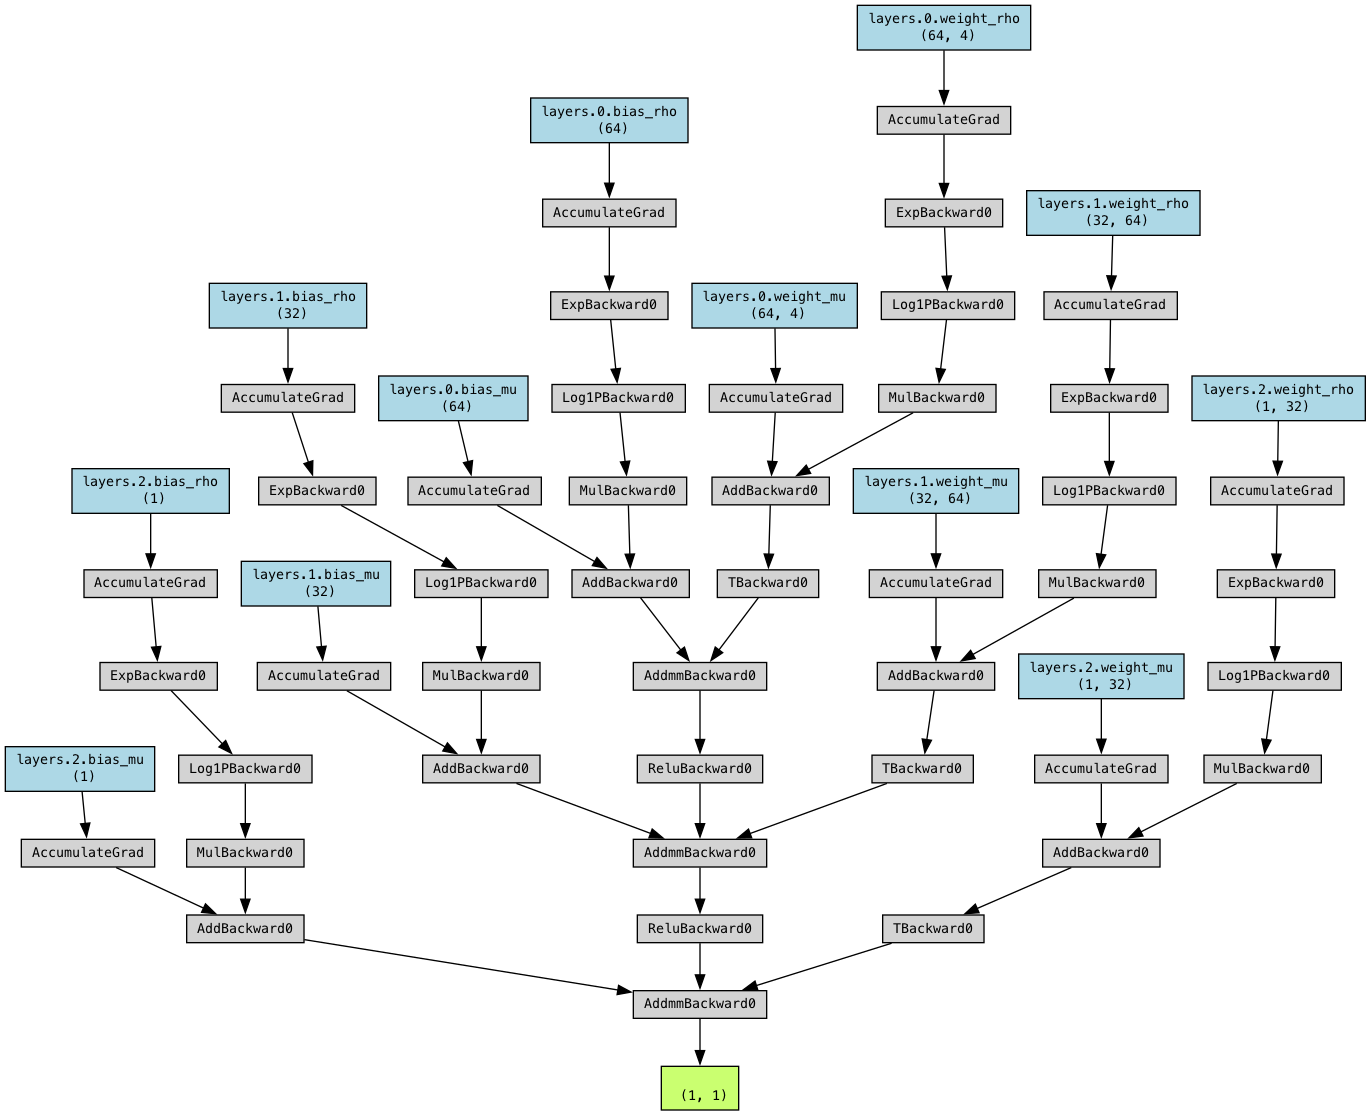 layers.0.weight_rho
(64, 4)
layers.0.bias_rho
(64)
AccumulateGrad
AccumulateGrad
ExpBackward0
layers.1.weight_rho
(32, 64)
layers.1.bias_rho
(32)
ExpBackward0
layers.0.weight_mu
(64, 4)
Log1PBackward0
AccumulateGrad
AccumulateGrad
layers.0.bias_mu
(64)
Log1PBackward0
AccumulateGrad
MulBackward0
ExpBackward0
layers.2.weight_rho
(1, 32)
layers.2.bias_rho
(1)
ExpBackward0
AccumulateGrad
MulBackward0
AddBackward0
layers.1.weight_mu
(32, 64)
Log1PBackward0
AccumulateGrad
AccumulateGrad
layers.1.bias_mu
(32)
Log1PBackward0
AddBackward0
TBackward0
AccumulateGrad
MulBackward0
ExpBackward0
ExpBackward0
AccumulateGrad
MulBackward0
AddmmBackward0
AddBackward0
layers.2.weight_mu
(1, 32)
Log1PBackward0
layers.2.bias_mu
(1)
Log1PBackward0
AddBackward0
ReluBackward0
TBackward0
AccumulateGrad
MulBackward0
AccumulateGrad
MulBackward0
AddmmBackward0
AddBackward0
AddBackward0
ReluBackward0
TBackward0
AddmmBackward0
(1, 1)